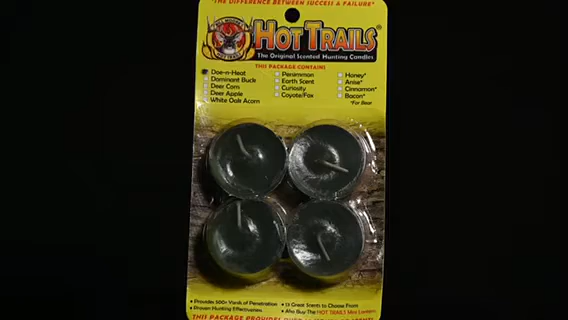 "THE DIFFERENCE BETWEEN SUCCESS & FAILURE"
HOT TRAILS®
The Original Scented Hunting Candles
THIS PACKAGE CONTAINS
Doe-n-Heat
Dominant Buck
Deer Corn
Deer Apple
White Oak Acorn
Persimmon
Earth Scent
Curiosity
Coyote/Fox
Honey*
Anise*
Cinnamon*
Bacon*
*For Bear
• Provides 500+ Yards of Penetration
• Proven Hunting Effectiveness
• 13 Great Scents to Choose From
• Also Buy The HOT TRAILS Mini Lantern
THIS PACKAGE PROVIDES